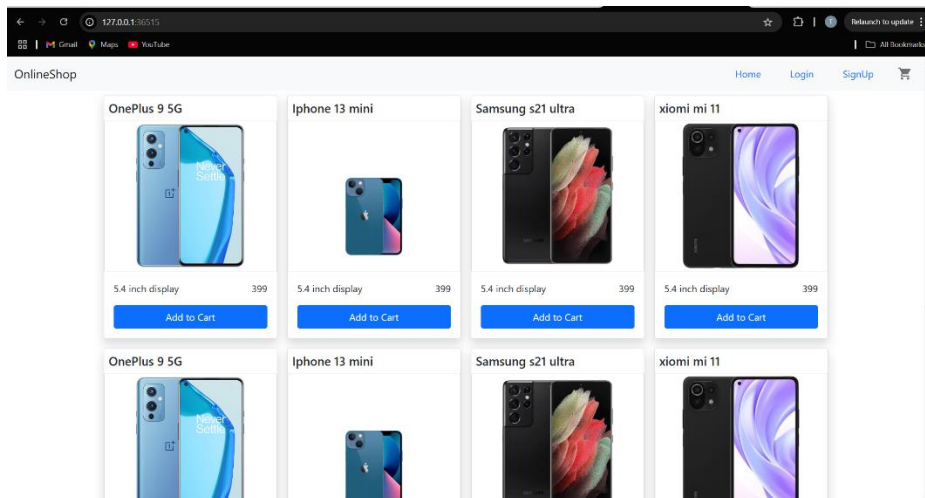 127.0.0.1:36515
Relaunch to update
Gmail
Maps
YouTube
All Bookmarks
OnlineShop
Home
Login
SignUp
OnePlus 9 5G
Iphone 13 mini
Samsung s21 ultra
xiomi mi 11
Never
Settle
5.4 inch display 399
5.4 inch display 399
5.4 inch display 399
5.4 inch display 399
Add to Cart
Add to Cart
Add to Cart
Add to Cart
OnePlus 9 5G
Iphone 13 mini
Samsung s21 ultra
xiomi mi 11
Never
Settle